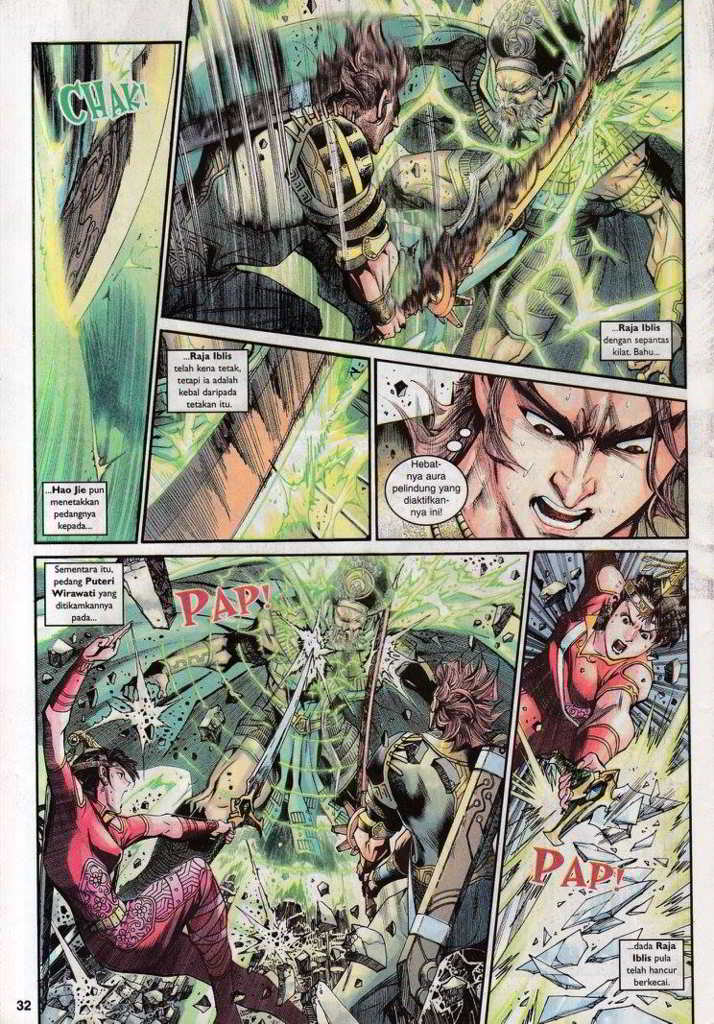 CHAK!
...Hao Jie pun
menetakkan
pedangnya
kepada...
...Raja Iblis
dengan sepantas
kilat. Bahu...
...Raja Iblis
telah kena tetak,
tetapi ia adalah
kebal daripada
tetakan itu.
Hebat-
nya aura
pelindung yang
diaktifkan-
nya ini!
Sementara itu,
pedang Puteri
Wirawati yang
ditikamkannya
pada...
PAP!
PAP!
...dada Raja
Iblis pula
telah hancur
berkecai.
32